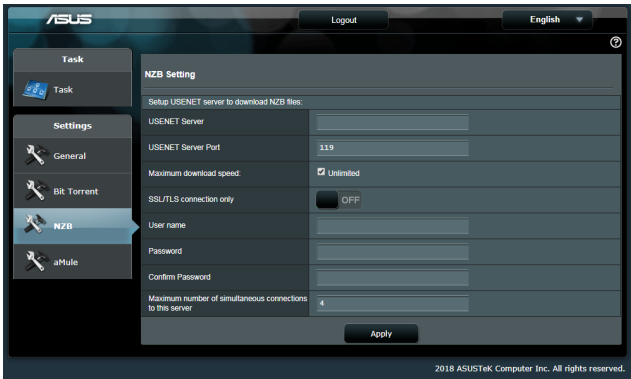 ASUS
Logout
English
Task
Task
Settings
General
Bit Torrent
NZB
aMule
NZB Setting
Setup USENET server to download NZB files:
USENET Server
USENET Server Port 119
Maximum download speed: Unlimited
SSL/TLS connection only OFF
User name
Password
Confirm Password
Maximum number of simultaneous connections
to this server 4
Apply
2018 ASUSTeK Computer Inc. All rights reserved.